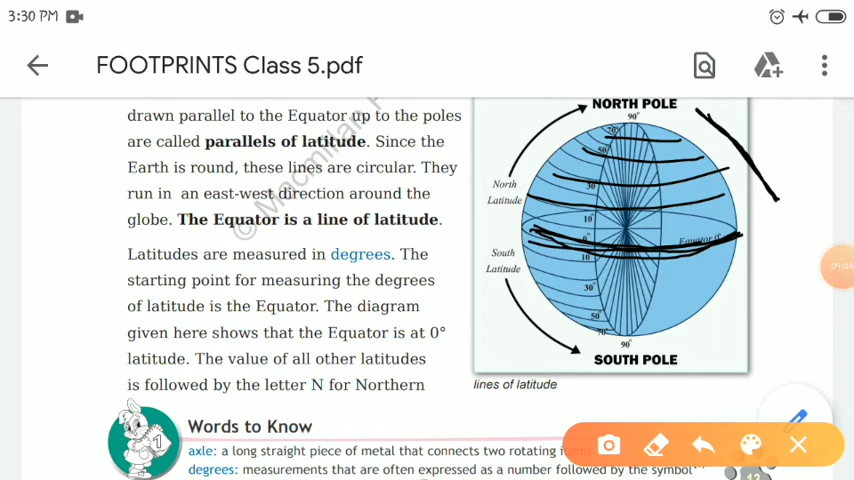 3:30 PM
FOOTPRINTS Class 5.pdf
drawn parallel to the Equator up to the poles
are called parallels of latitude. Since the
Earth is round, these lines are circular. They
run in an east-west direction around the
globe. The Equator is a line of latitude.
Latitudes are measured in degrees. The
starting point for measuring the degrees
of latitude is the Equator. The diagram
given here shows that the Equator is at 0°
latitude. The value of all other latitudes
is followed by the letter N for Northern
© Macmillan
NORTH POLE
90°
70°
50°
30°
10°
0°
10°
30°
50°
70°
90°
North
Latitude
South
Latitude
Equator 0°
SOUTH POLE
lines of latitude
1
Words to Know
axle: a long straight piece of metal that connects two rotating items
degrees: measurements that are often expressed as a number followed by the symbol °
13